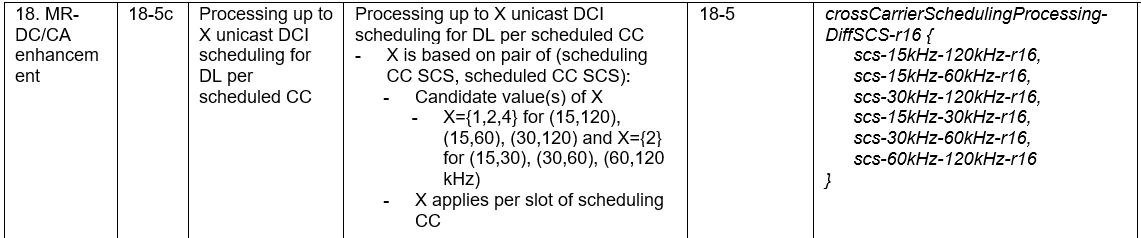 18. MR-
DC/CA
enhancem
ent
18-5c
Processing up to
X unicast DCI
scheduling for
DL per
scheduled CC
Processing up to X unicast DCI
scheduling for DL per scheduled CC
- X is based on pair of (scheduling
CC SCS, scheduled CC SCS):
- Candidate value(s) of X
- X={1,2,4} for (15,120),
(15,60), (30,120) and X={2}
for (15,30), (30,60), (60,120
kHz)
- X applies per slot of scheduling
CC
18-5
crossCarrierSchedulingProcessing-
DiffSCS-r16 {
scs-15kHz-120kHz-r16,
scs-15kHz-60kHz-r16,
scs-30kHz-120kHz-r16,
scs-15kHz-30kHz-r16,
scs-30kHz-60kHz-r16,
scs-60kHz-120kHz-r16
}